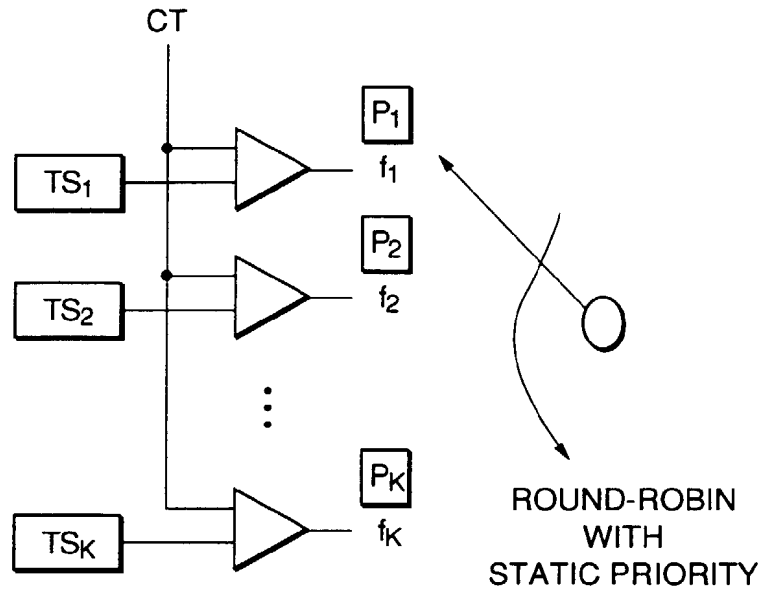 CT
P1
TS1
f1
P2
TS2
f2
PK
TSK
fK
ROUND-ROBIN
WITH
STATIC PRIORITY